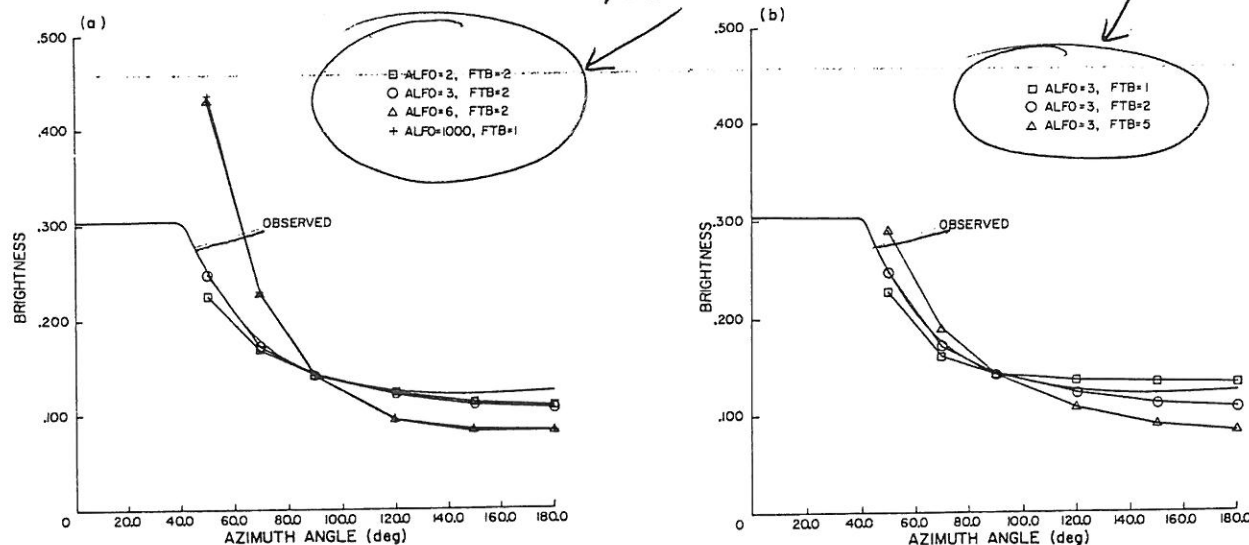 (a)
.500
.400
.300
.200
.100
0
BRIGHTNESS
ALFO=2, FTB=2
ALFO=3, FTB=2
ALFO=6, FTB=2
ALFO=1000, FTB=1
OBSERVED
20.0 40.0 60.0 80.0 100.0 120.0 140.0 160.0 180.0
AZIMUTH ANGLE (deg)
(b)
.500
.400
.300
.200
.100
0
BRIGHTNESS
ALFO=3, FTB=1
ALFO=3, FTB=2
ALFO=3, FTB=5
OBSERVED
20.0 40.0 60.0 80.0 100.0 120.0 140.0 160.0 180.0
AZIMUTH ANGLE (deg)